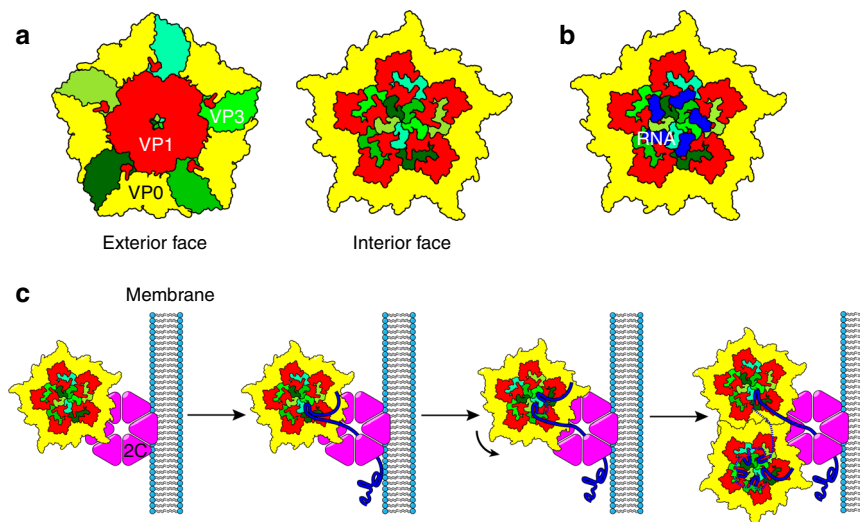 a
b
VP3
VP1
VP0
RNA
Exterior face
Interior face
c
Membrane
2C